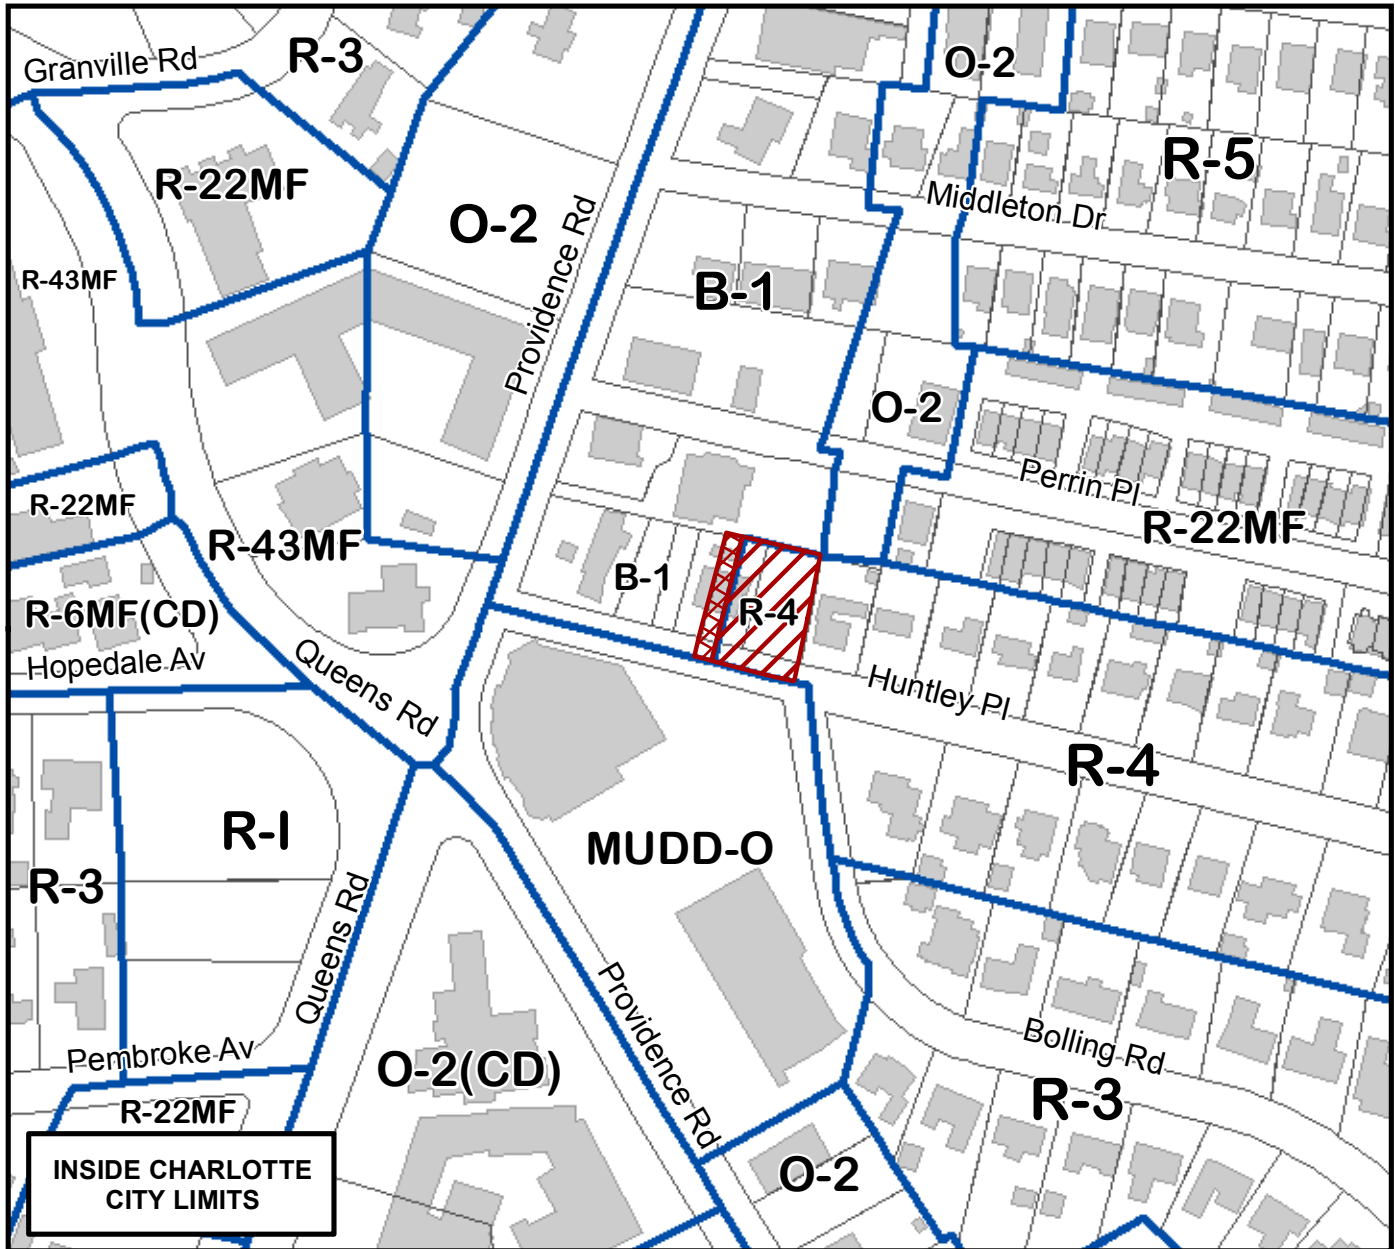 Granville Rd
R-3
O-2
R-5
R-22MF
O-2
Middleton Dr
R-43MF
Providence Rd
B-1
O-2
Perrin Pl
R-22MF
R-22MF
R-43MF
B-1
R-4
R-6MF(CD)
Hopedale Av
Queens Rd
Huntley Pl
R-4
R-I
MUDD-O
R-3
Queens Rd
Providence Rd
Pembroke Av
O-2(CD)
Bolling Rd
R-3
R-22MF
O-2
INSIDE CHARLOTTE
CITY LIMITS